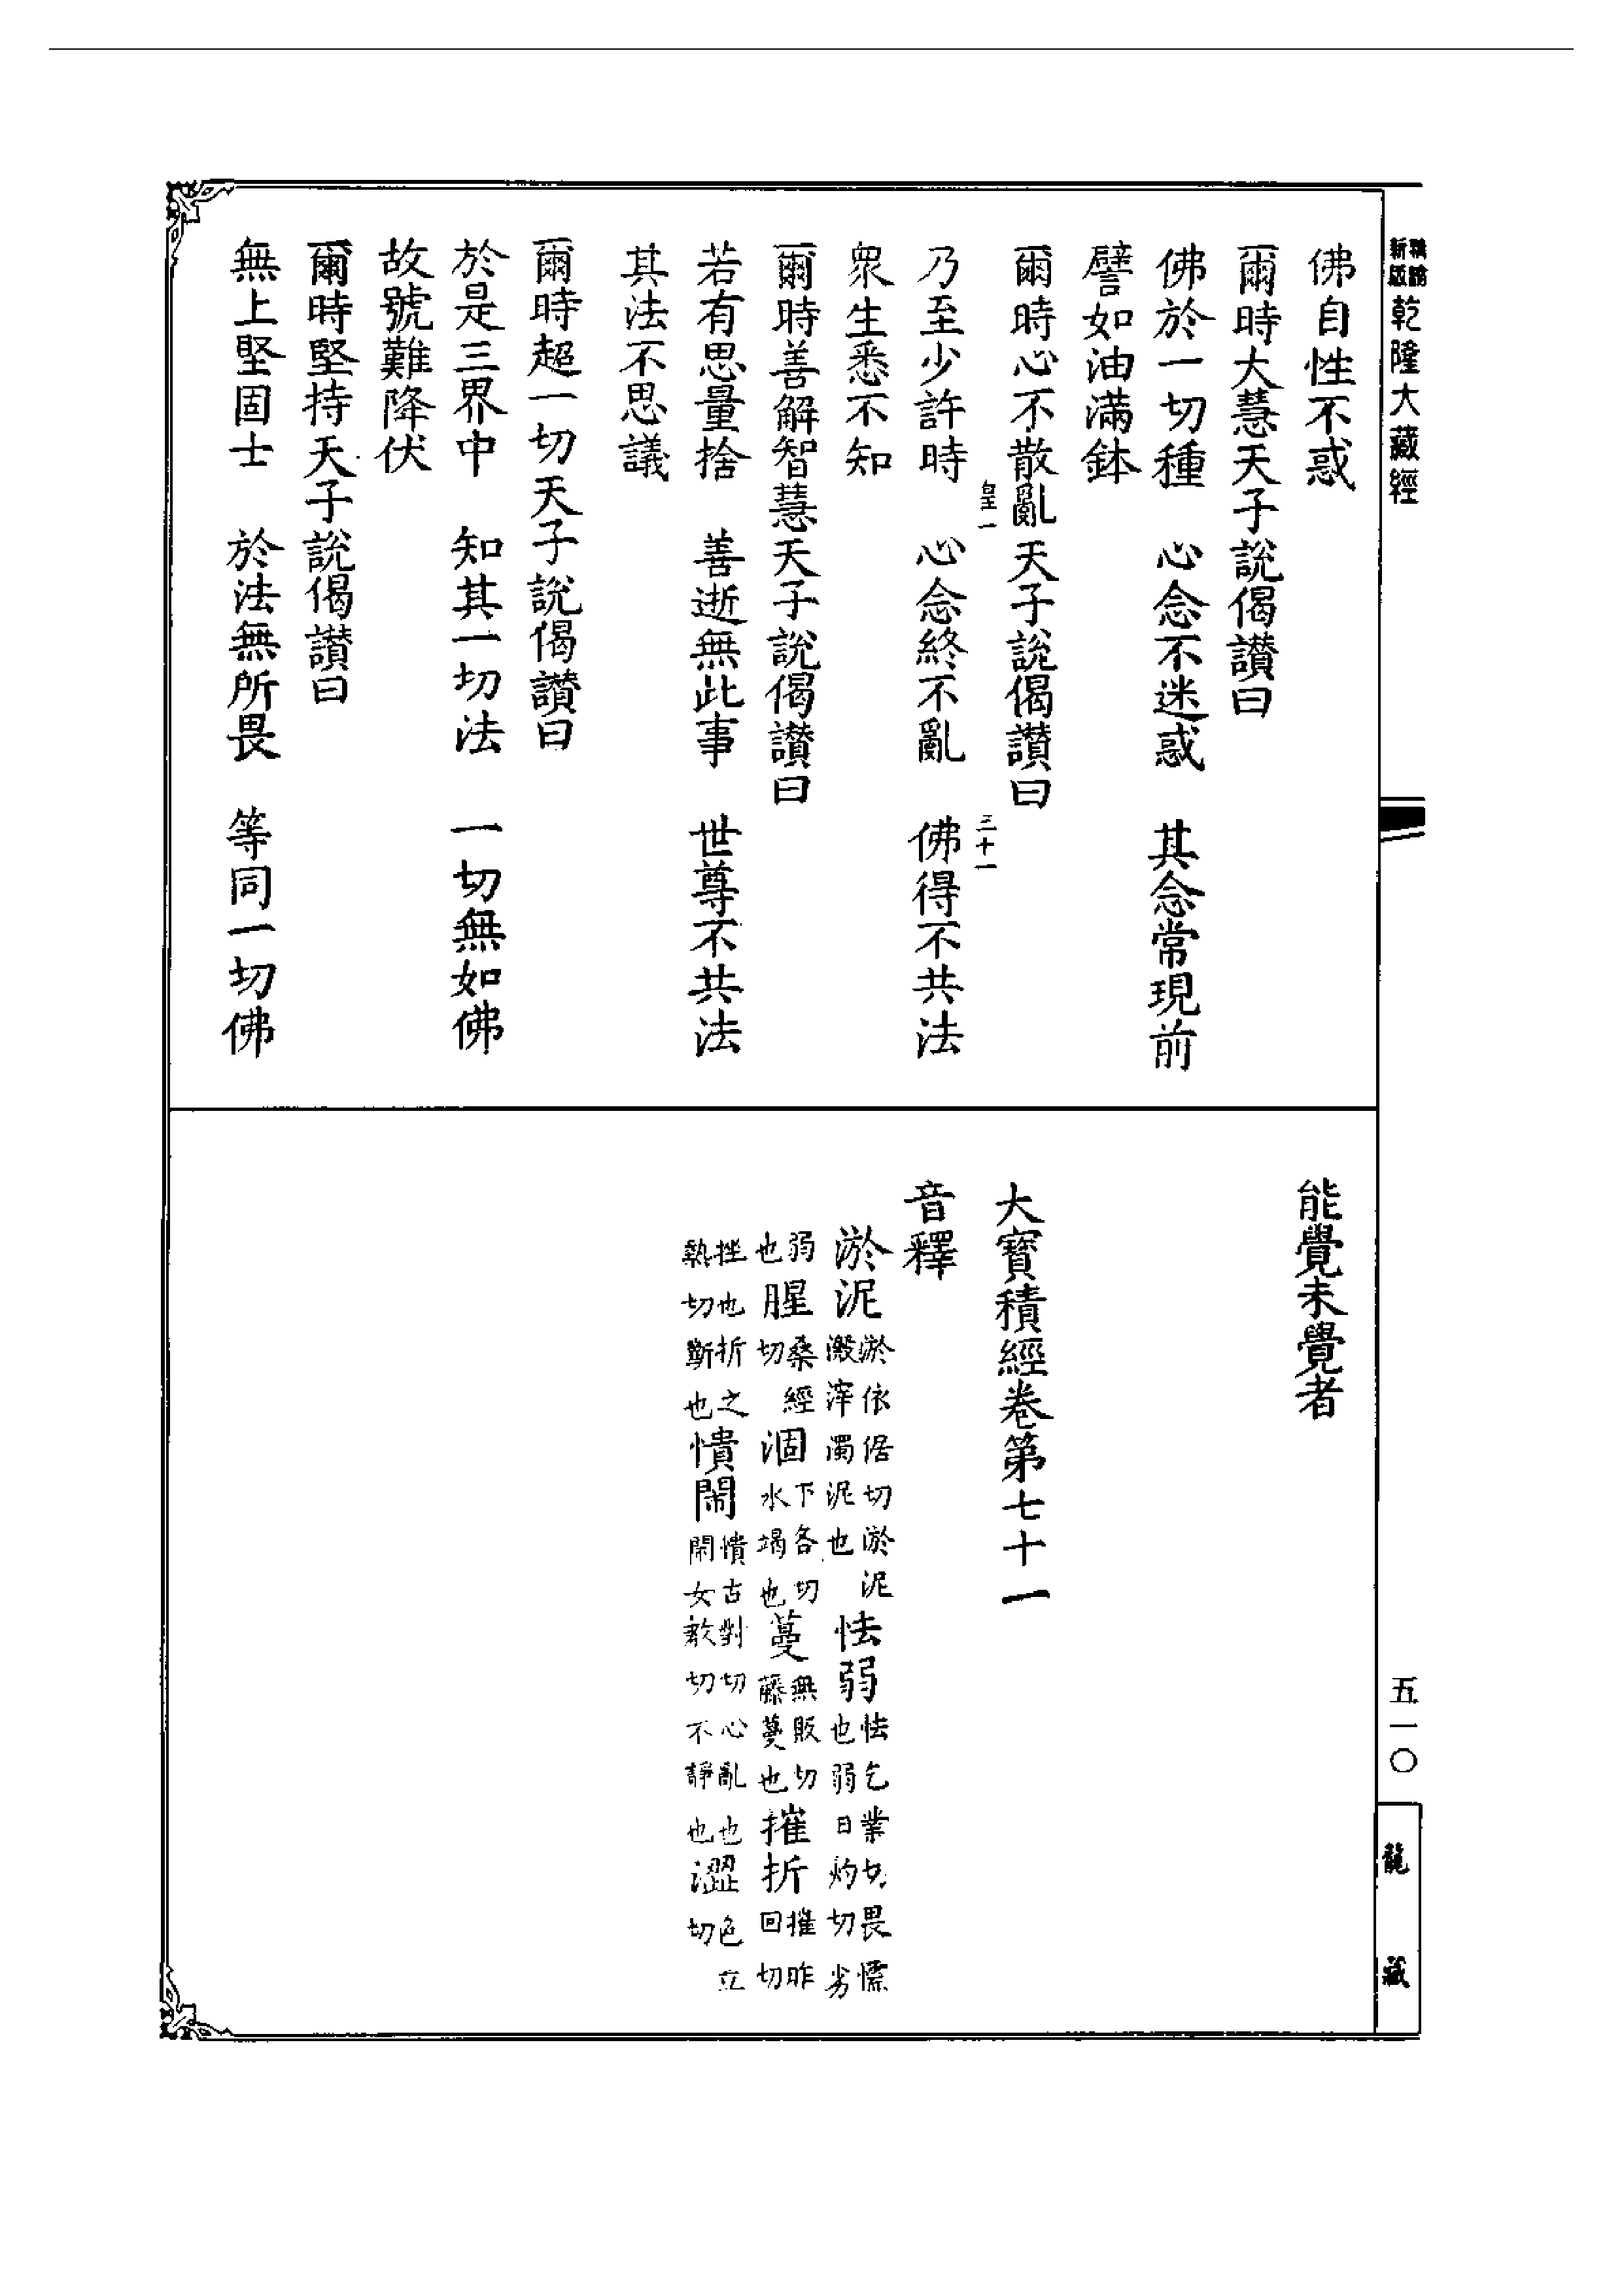 新版
乾隆大藏經
佛自性不惑
爾時大慧天子說偈讚曰
佛於一切種　心念不迷惑　其念常現前
譬如油滿鉢
爾時心不散亂天子說偈讚曰
皇一　三十一
乃至少許時　心念終不亂　佛得不共法
衆生悉不知
爾時善解智慧天子說偈讚曰
若有思量捨　善逝無此事　世尊不共法
其法不思議
爾時超一切天子說偈讚曰
於是三界中　知其一切法　一切無如佛
故號難降伏
爾時堅持天子說偈讚曰
無上堅固士　於法無所畏　等同一切佛
能覺未覺者
大寶積經卷第七十一
音釋
淤泥淤依倨切淤泥澱滓濁泥也怯弱怯乞業切畏懦也弱日灼切劣
弱也腥桑經切涸下各切水竭也蔓無販切藤蔓也摧折摧昨回切
挫也折之熱切斷也憒閙憒古對切心亂也閙女教切不靜也澀色立切
五一〇
龍藏